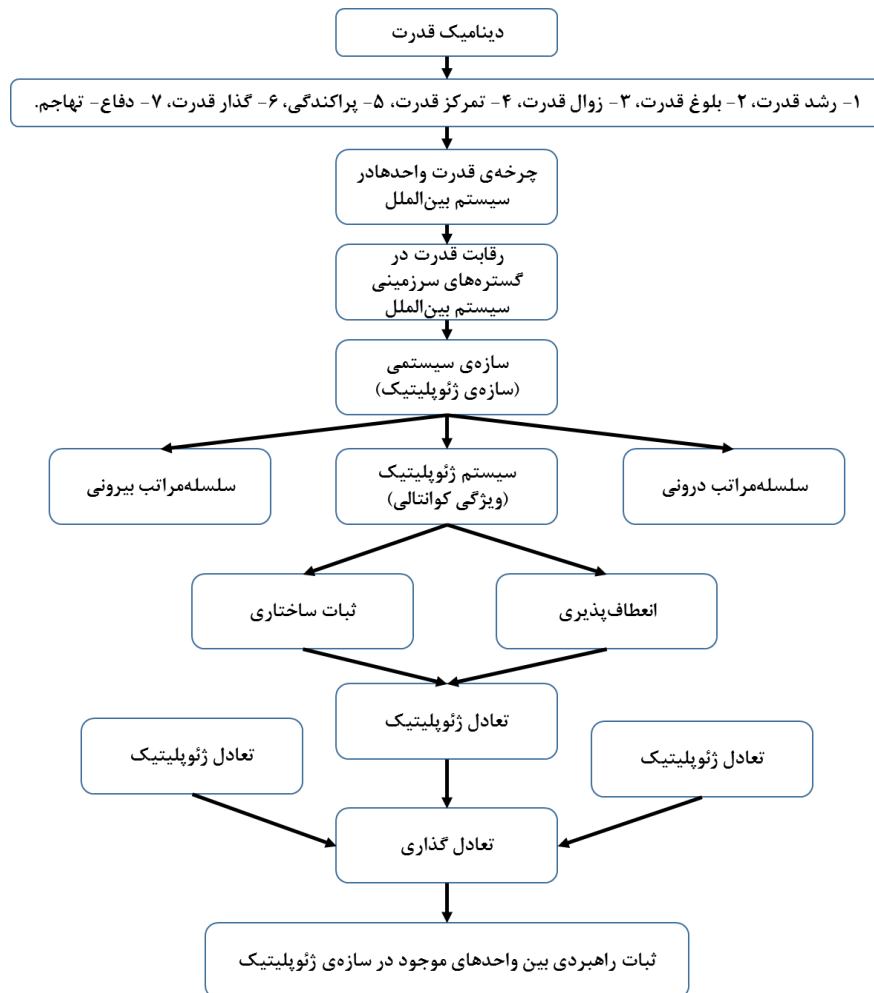 دینامیک قدرت
۱- رشد قدرت، ۲- بلوغ قدرت، ۳- زوال قدرت، ۴- تمرکز قدرت، ۵- پراکندگی، ۶- گذار قدرت، ۷- دفاع- تهاجم.
چرخه‌ی قدرت واحدهادر
سیستم بین‌الملل
رقابت قدرت در
گستره‌های سرزمینی
سیستم بین‌الملل
سازه‌ی سیستمی
(سازه‌ی ژئوپلیتیک)
سلسله‌مراتب درونی
سیستم ژئوپلیتیک
(ویژگی کوانتالی)
سلسله‌مراتب بیرونی
انعطاف‌پذیری
ثبات ساختاری
تعادل ژئوپلیتیک
تعادل ژئوپلیتیک
تعادل ژئوپلیتیک
تعادل گذاری
ثبات راهبردی بین واحدهای موجود در سازه‌ی ژئوپلیتیک